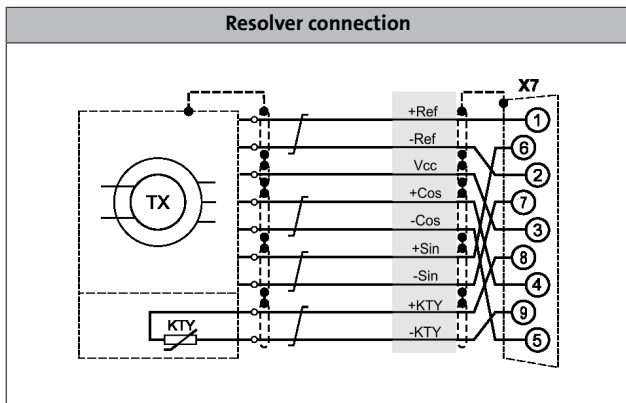 Resolver connection
X7
+Ref
1
-Ref
6
Vcc
2
+Cos
7
TX
-Cos
3
+Sin
8
-Sin
4
+KTY
9
KTY
-KTY
5